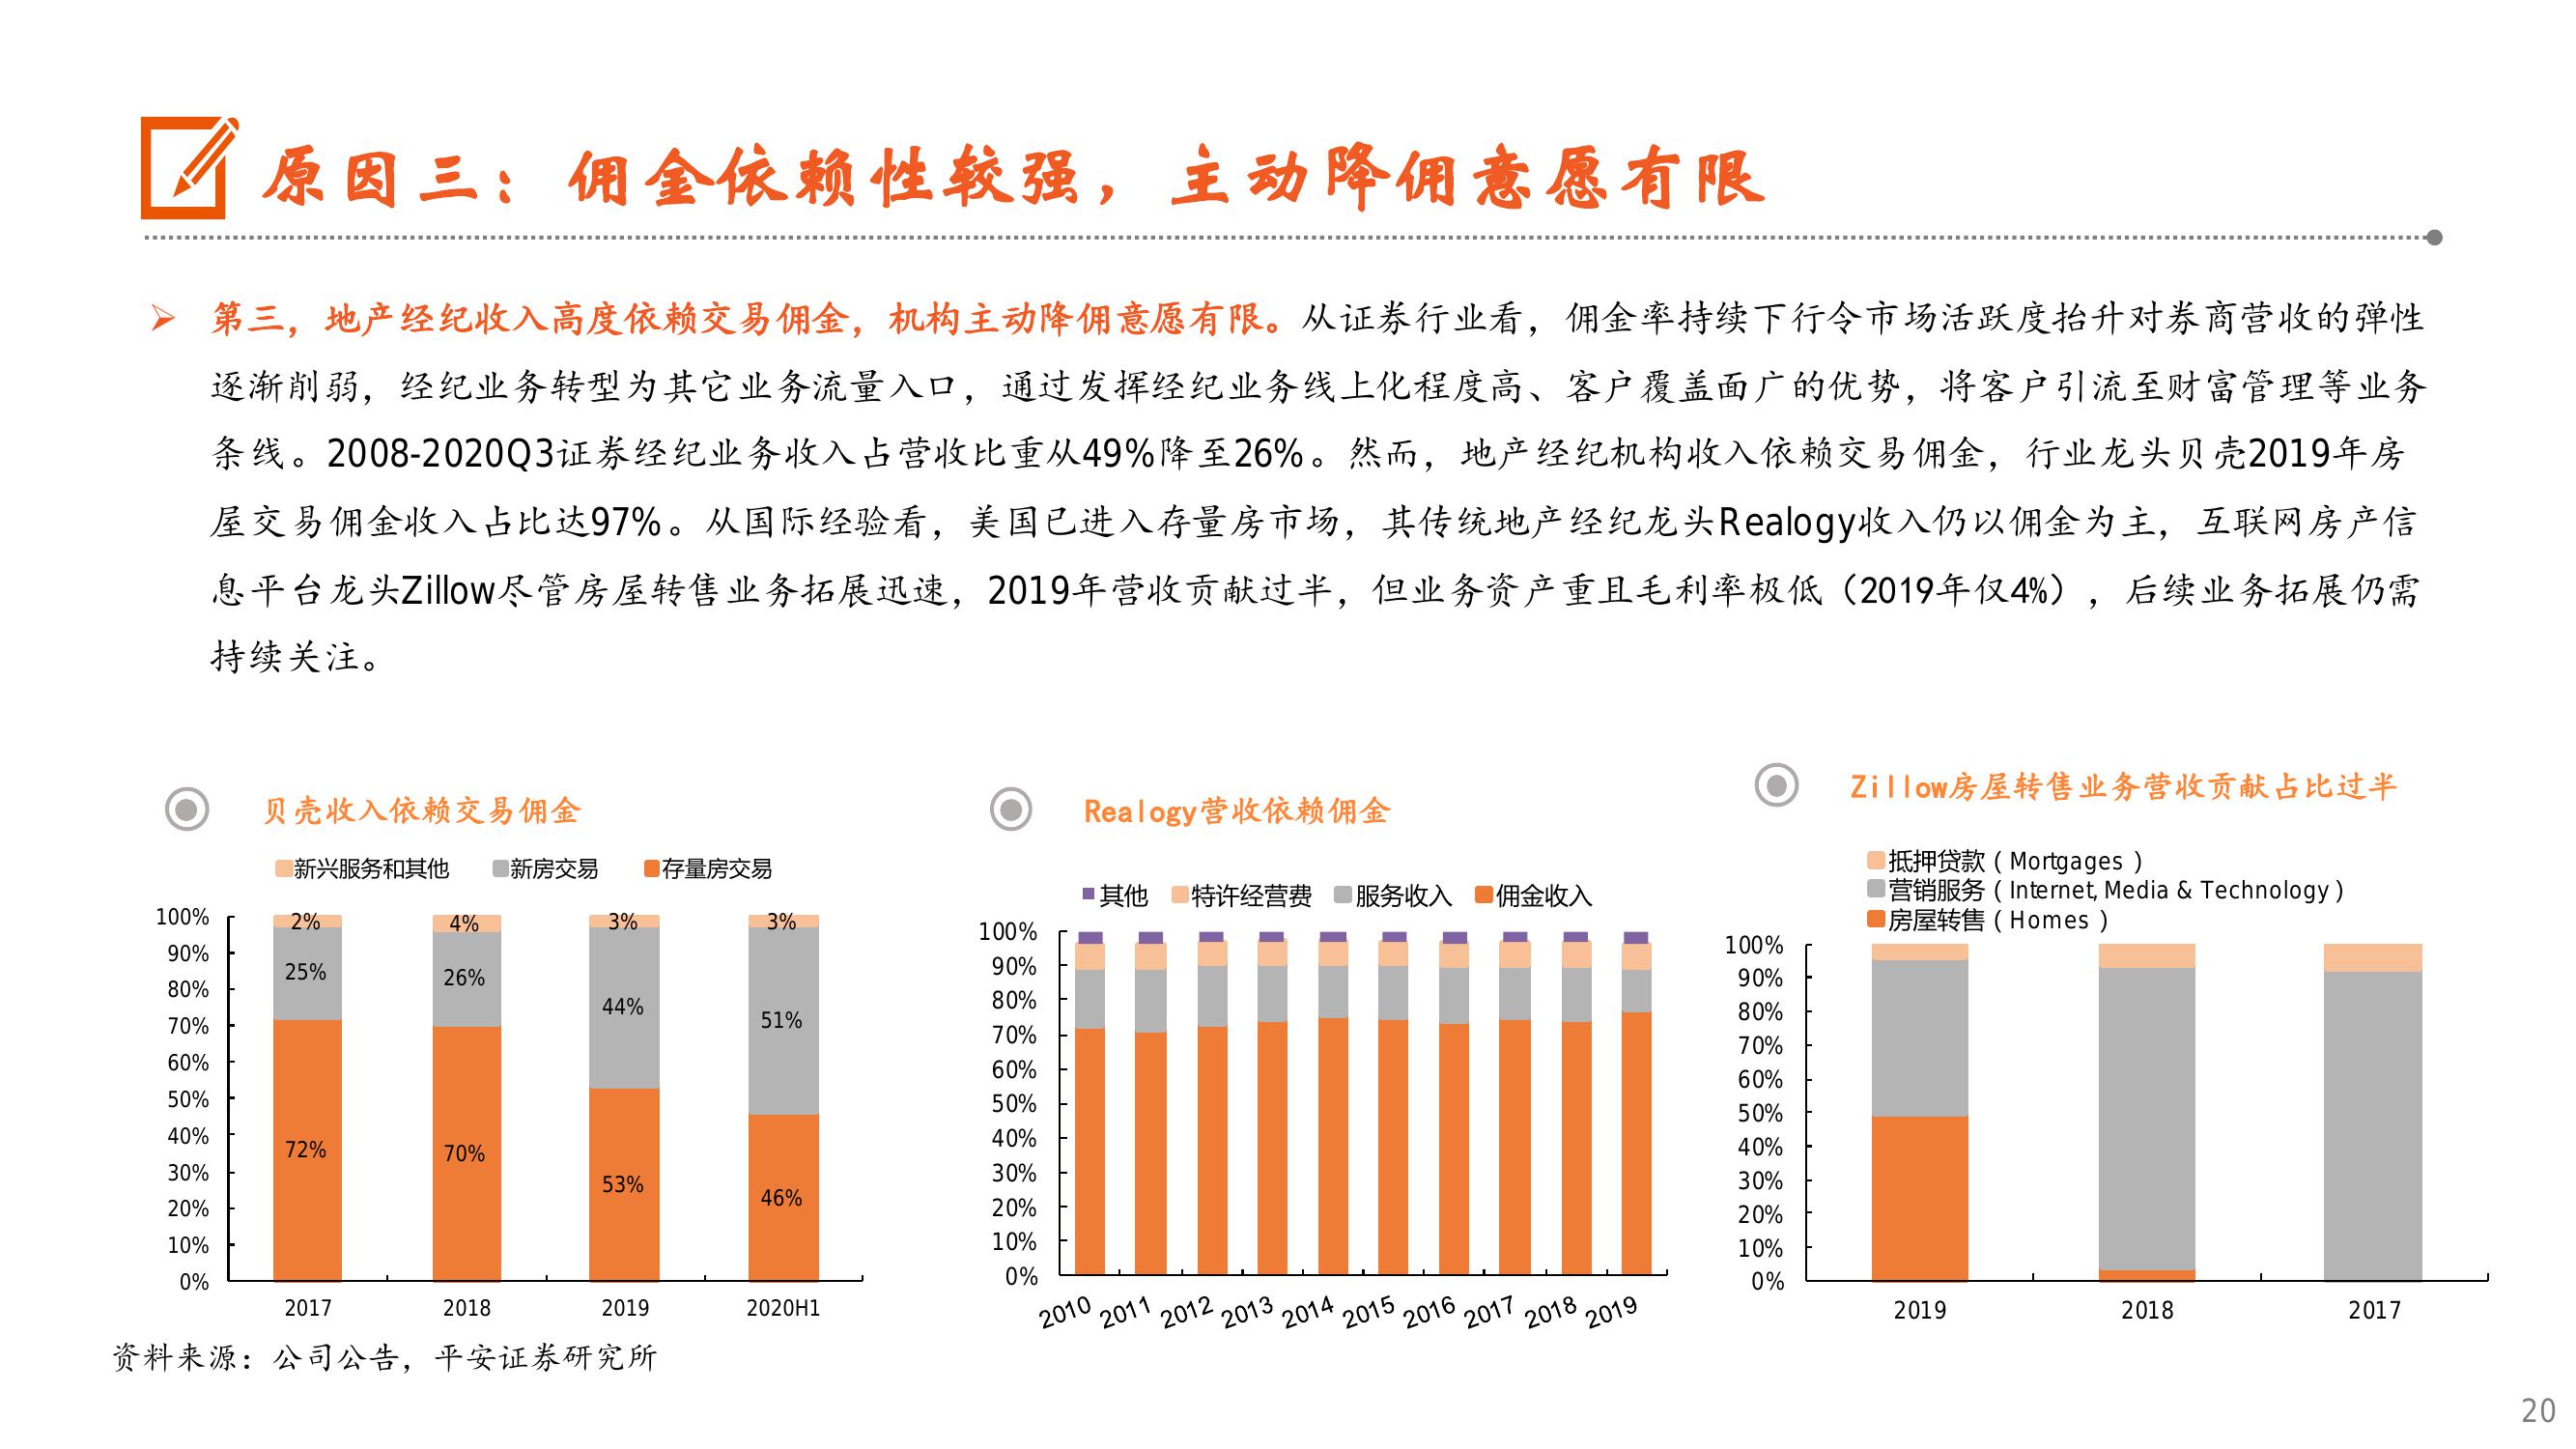 原因三：佣金依赖性较强，主动降佣意愿有限
第三，地产经纪收入高度依赖交易佣金，机构主动降佣意愿有限。从证券行业看，佣金率持续下行令市场活跃度抬升对券商营收的弹性
逐渐削弱，经纪业务转型为其它业务流量入口，通过发挥经纪业务线上化程度高、客户覆盖面广的优势，将客户引流至财富管理等业务
条线。2008-2020Q3证券经纪业务收入占营收比重从49%降至26%。然而，地产经纪机构收入依赖交易佣金，行业龙头贝壳2019年房
屋交易佣金收入占比达97%。从国际经验看，美国已进入存量房市场，其传统地产经纪龙头Realogy收入仍以佣金为主，互联网房产信
息平台龙头Zillow尽管房屋转售业务拓展迅速，2019年营收贡献过半，但业务资产重且毛利率极低（2019年仅4%），后续业务拓展仍需
持续关注。
贝壳收入依赖交易佣金
新兴服务和其他 新房交易 存量房交易
100%
90%
80%
70%
60%
50%
40%
30%
20%
10%
0%
2% 4% 3% 3%
25% 26% 44% 51%
72% 70% 53% 46%
2017 2018 2019 2020H1
Realogy营收依赖佣金
其他 特许经营费 服务收入 佣金收入
100%
90%
80%
70%
60%
50%
40%
30%
20%
10%
0%
2010 2011 2012 2013 2014 2015 2016 2017 2018 2019
Zillow房屋转售业务营收贡献占比过半
抵押贷款（Mortgages）
营销服务（Internet, Media & Technology）
房屋转售（Homes）
100%
90%
80%
70%
60%
50%
40%
30%
20%
10%
0%
2019 2018 2017
资料来源：公司公告，平安证券研究所
20